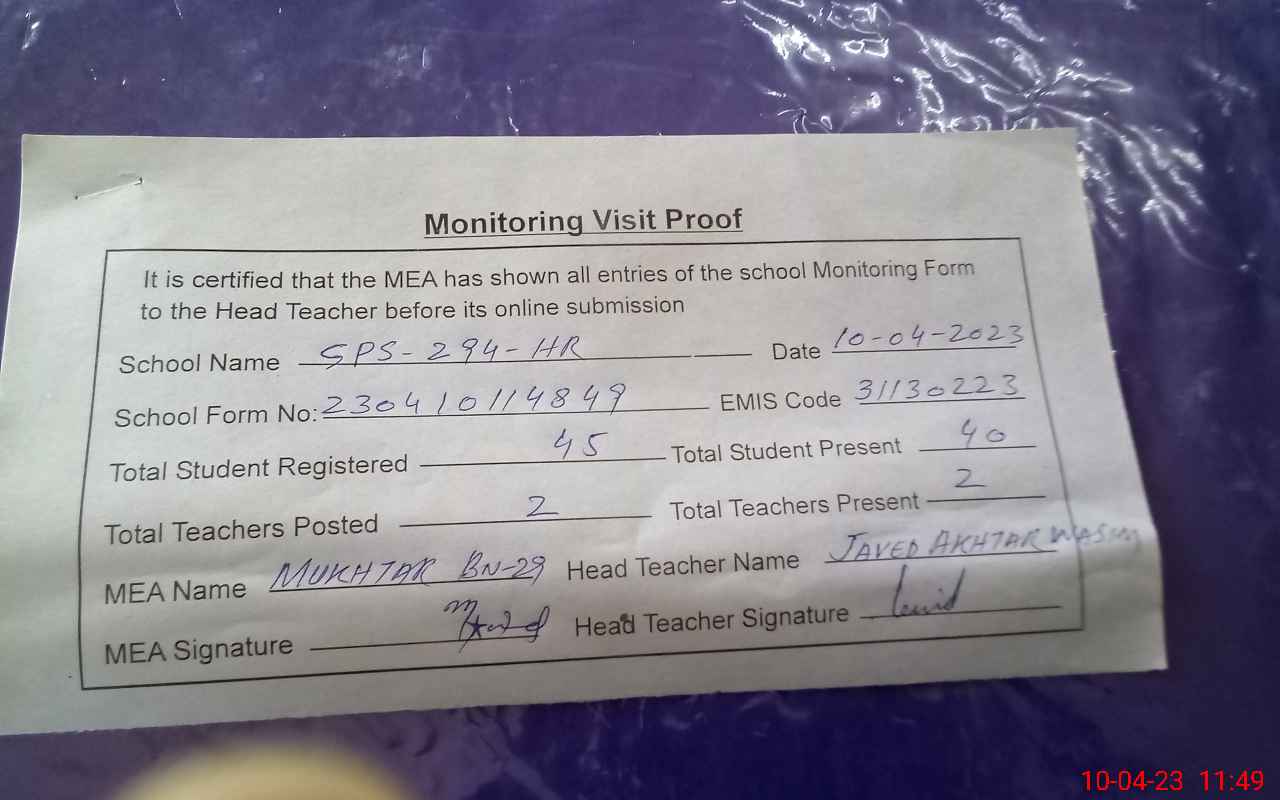 Monitoring Visit Proof
It is certified that the MEA has shown all entries of the school Monitoring Form
to the Head Teacher before its online submission
School Name SPS-294-HR Date 10-04-2023
School Form No: 230410114849 EMIS Code 31130223
Total Student Registered 45 Total Student Present 40
Total Teachers Posted 2 Total Teachers Present 2
MEA Name MUKHTAR BN-29 Head Teacher Name JAVED AKHTAR WASIM
MEA Signature Head Teacher Signature
10-04-23 11:49